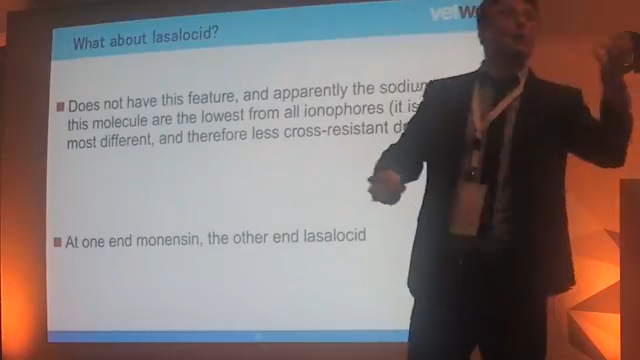 What about lasalocid?
Does not have this feature, and apparently the sodium
this molecule are the lowest from all ionophores (it is
most different, and therefore less cross-resistant
At one end monensin, the other end lasalocid